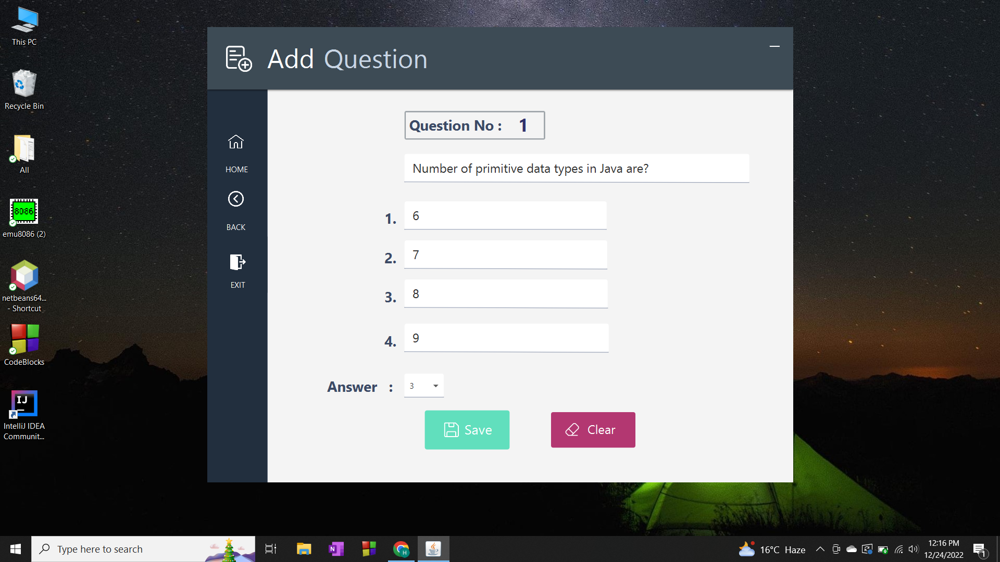 This PC
Recycle Bin
All
8086
emu8086 (2)
netbeans64...
- Shortcut
CodeBlocks
IJ
IntelliJ IDEA
Communit...
Add Question
HOME
BACK
EXIT
Question No : 1
Number of primitive data types in Java are?
1. 6
2. 7
3. 8
4. 9
Answer : 3
Save
Clear
Type here to search
N
H
16°C Haze
12:16 PM
12/24/2022
1